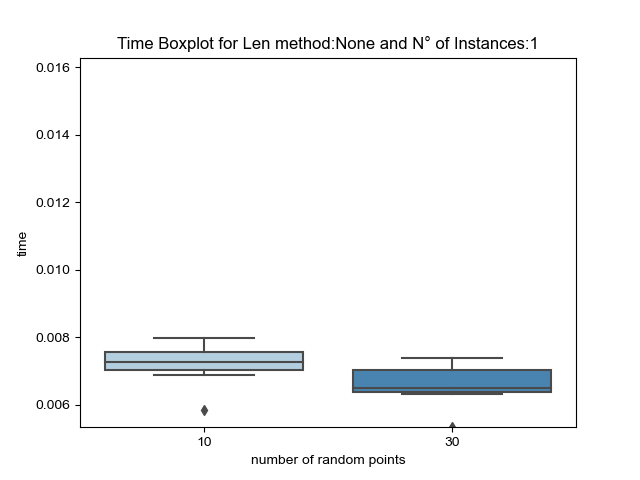 Time Boxplot for Len method:None and N° of Instances:1
0.016
0.014
0.012
0.010
0.008
0.006
time
10
30
number of random points